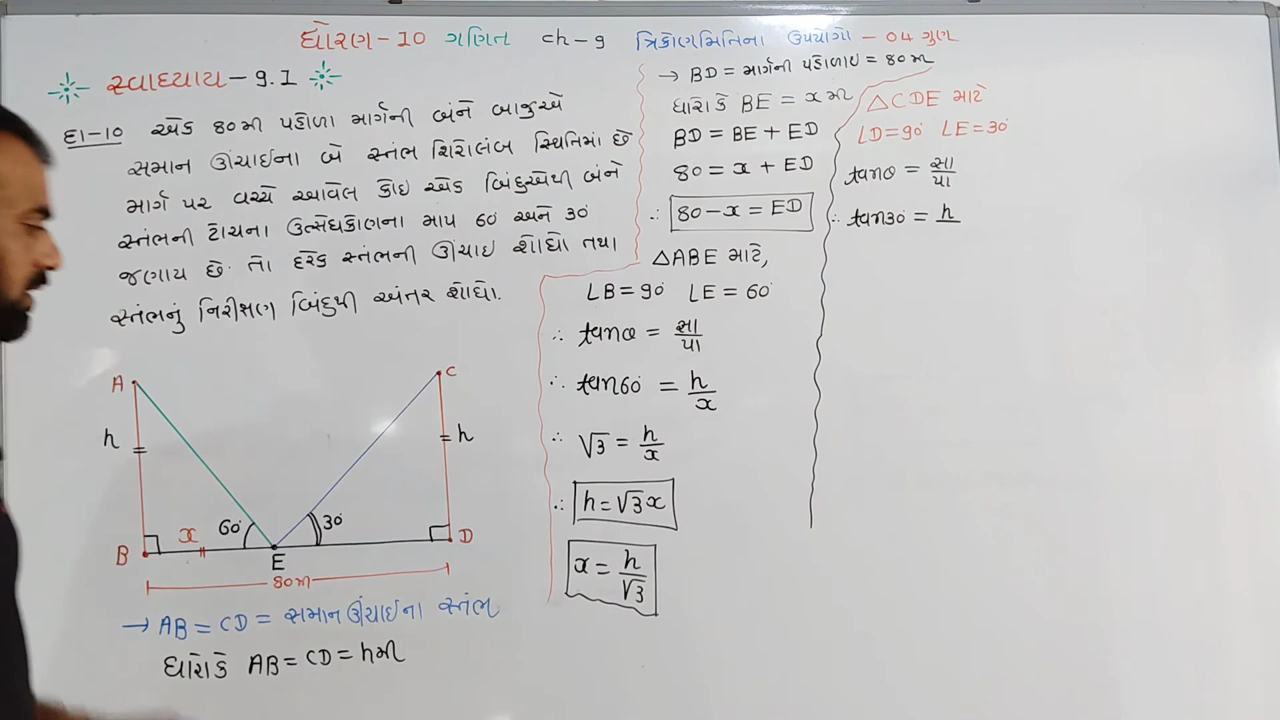 ધોરણ-10 ગણિત ch-9 ત્રિકોણમિતિના ઉપયોગો - 04 ગુણ
સ્વાધ્યાય-9.1
દા-10 એક 80મી પહોળા માર્ગની બંને બાજુએ
સમાન ઊંચાઈના બે સ્તંભ શિરોલંબ સ્થિતિમાં છે
માર્ગ પર વચ્ચે આવેલ કોઇ એક બિંદુએથી બંને
સ્તંભની ટોચના ઉત્સેધકોણના માપ 60° અને 30°
જણાય છે. તો દરેક સ્તંભની ઊંચાઇ શોધો તથા
સ્તંભનું નિરીક્ષણ બિંદુથી અંતર શોધો.
A
C
h
h
B
x
60°
30°
D
E
80મી
→ AB = CD = સમાન ઊંચાઈના સ્તંભ
ધારોકે AB = CD = hમી
→ BD = માર્ગની પહોળાઇ = 80મી
ધારોકે BE = xમી
BD = BE + ED
80 = x + ED
∴ 80 - x = ED
△ABE માટે,
∠B = 90° ∠E = 60°
∴ tanθ = સા/પા
∴ tan60° = h/x
∴ √3 = h/x
∴ h = √3x
x = h/√3
△CDE માટે
∠D = 90° ∠E = 30°
tanθ = સા/પા
∴ tan30° = h